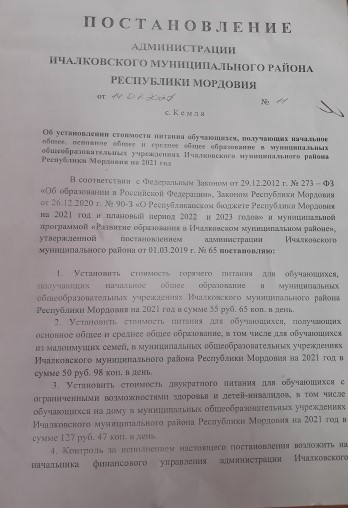 ПОСТАНОВЛЕНИЕ
АДМИНИСТРАЦИИ
ИЧАЛКОВСКОГО МУНИЦИПАЛЬНОГО РАЙОНА
РЕСПУБЛИКИ МОРДОВИЯ
от № 11
с. Кемля
Об установлении стоимости питания обучающихся, получающих начальное
общее, основное общее и среднее общее образование в муниципальных
общеобразовательных учреждениях Ичалковского муниципального района
Республики Мордовия на 2021 год
В соответствии с Федеральным Законом от 29.12.2012 г. № 273 – ФЗ
«Об образовании в Российской Федерации», Законом Республики Мордовия
от 26.12.2020 г. № 90-З «О Республиканском бюджете Республики Мордовия
на 2021 год и плановый период 2022 и 2023 годов» и муниципальной
программой «Развитие образования в Ичалковском муниципальном районе»,
утвержденной постановлением администрации Ичалковского
муниципального района от 01.03.2019 г. № 65 постановляю:
1. Установить стоимость горячего питания для обучающихся,
получающих начальное общее образование в муниципальных
общеобразовательных учреждениях Ичалковского муниципального района
Республики Мордовия на 2021 год в сумме 55 руб. 65 коп. в день.
2. Установить стоимость питания для обучающихся, получающих
основное общее и среднее общее образование, в том числе для обучающихся
из малоимущих семей, в муниципальных общеобразовательных учреждениях
Ичалковского муниципального района Республики Мордовия на 2021 год в
сумме 50 руб. 98 коп. в день.
3. Установить стоимость двукратного питания для обучающихся с
ограниченными возможностями здоровья и детей-инвалидов, в том числе
обучающихся на дому в муниципальных общеобразовательных учреждениях
Ичалковского муниципального района Республики Мордовия на 2021 год в
сумме 127 руб. 47 коп. в день.
4. Контроль за исполнением настоящего постановления возложить на
начальника финансового управления администрации Ичалковского